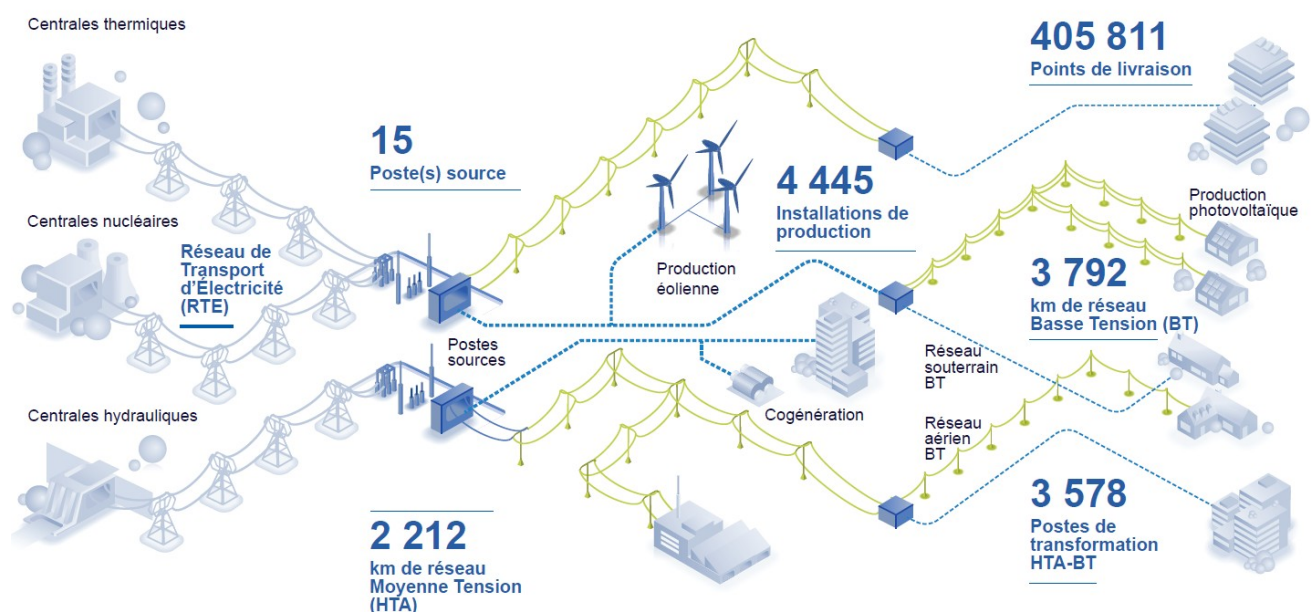 Centrales thermiques
405 811
Points de livraison
15
Poste(s) source
4 445
Installations de
production
Production
photovoltaïque
Centrales nucléaires
Réseau de
Transport
d'Électricité
(RTE)
Production
éolienne
3 792
km de réseau
Basse Tension (BT)
Postes
sources
Réseau
souterrain
BT
Centrales hydrauliques
Cogénération
Réseau
aérien
BT
3 578
Postes de
transformation
HTA-BT
2 212
km de réseau
Moyenne Tension
(HTA)